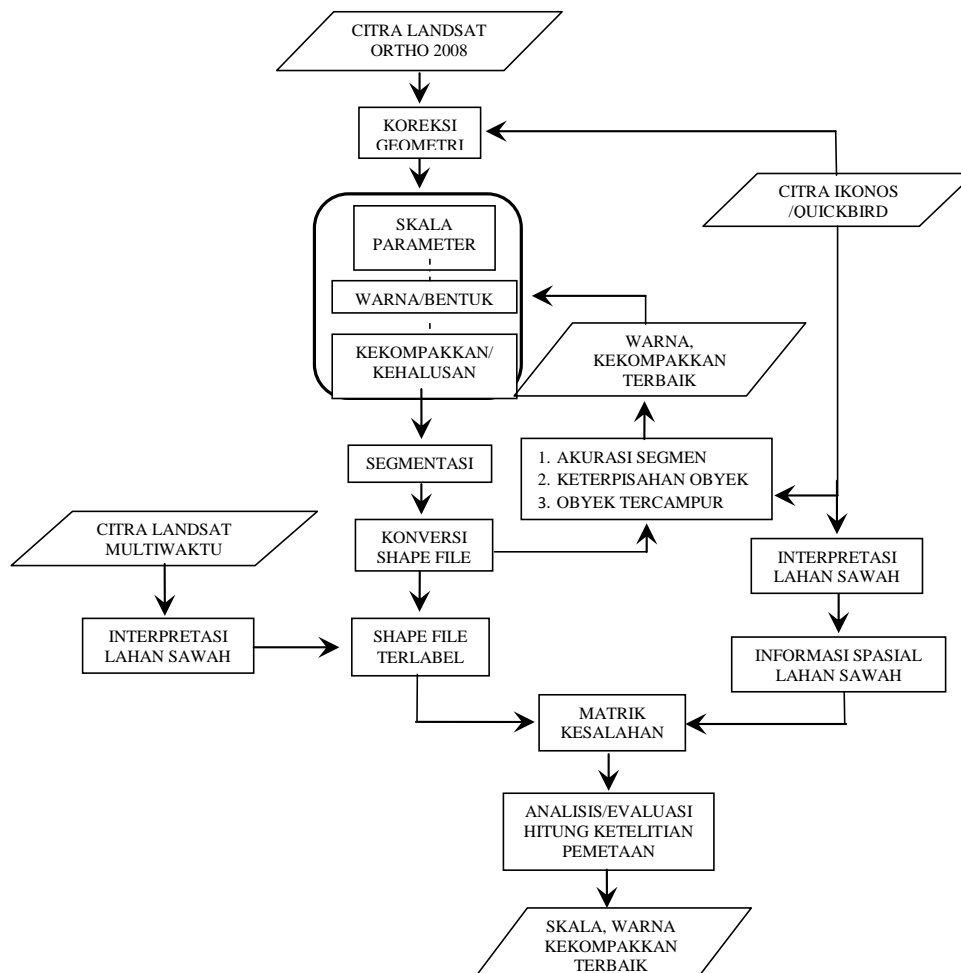 CITRA LANDSAT
ORTHO 2008
KOREKSI
GEOMETRI
CITRA IKONOS
/QUICKBIRD
SKALA
PARAMETER
WARNA/BENTUK
KEKOMPAKKAN/
KEHALUSAN
WARNA,
KEKOMPAKKAN
TERBAIK
SEGMENTASI
1. AKURASI SEGMEN
2. KETERPISAHAN OBYEK
3. OBYEK TERCAMPUR
CITRA LANDSAT
MULTIWAKTU
KONVERSI
SHAPE FILE
INTERPRETASI
LAHAN SAWAH
INTERPRETASI
LAHAN SAWAH
SHAPE FILE
TERLABEL
INFORMASI SPASIAL
LAHAN SAWAH
MATRIK
KESALAHAN
ANALISIS/EVALUASI
HITUNG KETELITIAN
PEMETAAN
SKALA, WARNA
KEKOMPAKKAN
TERBAIK